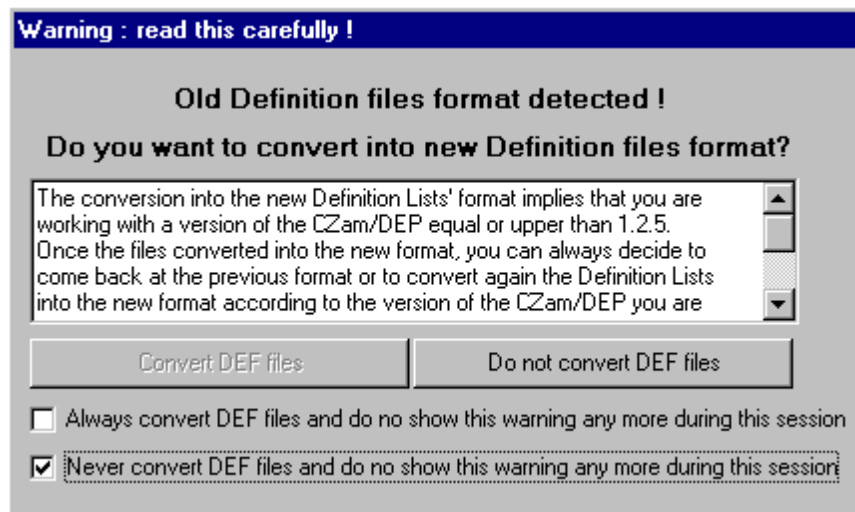 Warning : read this carefully !
Old Definition files format detected !
Do you want to convert into new Definition files format?
The conversion into the new Definition Lists' format implies that you are
working with a version of the CZam/DEP equal or upper than 1.2.5.
Once the files converted into the new format, you can always decide to
come back at the previous format or to convert again the Definition Lists
into the new format according to the version of the CZam/DEP you are
Convert DEF files
Do not convert DEF files
Always convert DEF files and do no show this warning any more during this session
Never convert DEF files and do no show this warning any more during this session